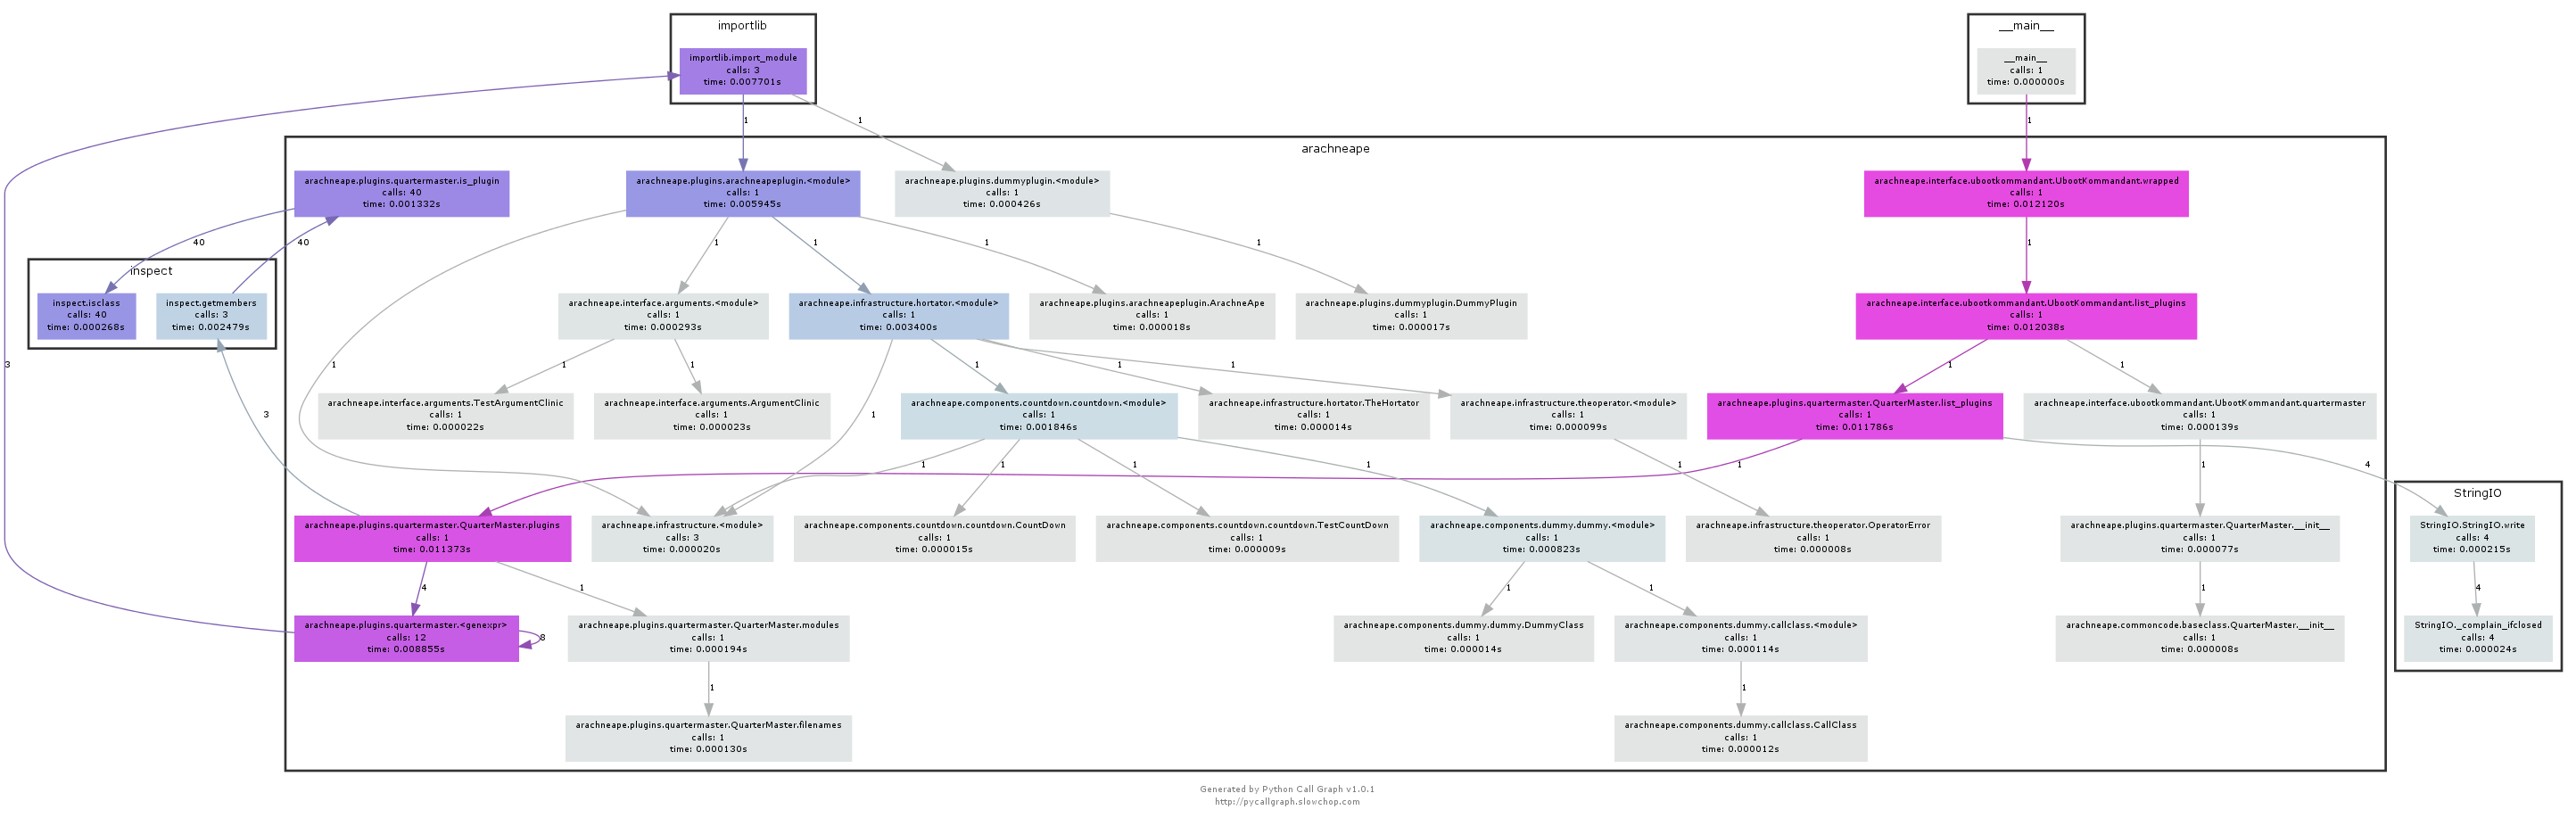 importlib
importlib.import_module
calls: 3
time: 0.007701s
__main__
__main__
calls: 1
time: 0.000000s
1
1
1
arachneape
arachneape.plugins.quartermaster.is_plugin
calls: 40
time: 0.001332s
arachneape.plugins.arachneapeplugin.<module>
calls: 1
time: 0.005945s
arachneape.plugins.dummyplugin.<module>
calls: 1
time: 0.000426s
arachneape.interface.ubootkommandant.UbootKommandant.wrapped
calls: 1
time: 0.012120s
40
40
1
1
1
1
1
inspect
inspect.isclass
calls: 40
time: 0.000268s
inspect.getmembers
calls: 3
time: 0.002479s
arachneape.interface.arguments.<module>
calls: 1
time: 0.000293s
arachneape.infrastructure.hortator.<module>
calls: 1
time: 0.003400s
arachneape.plugins.arachneapeplugin.ArachneApe
calls: 1
time: 0.000018s
arachneape.plugins.dummyplugin.DummyPlugin
calls: 1
time: 0.000017s
arachneape.interface.ubootkommandant.UbootKommandant.list_plugins
calls: 1
time: 0.012038s
3
1
1
1
1
1
1
1
1
arachneape.interface.arguments.TestArgumentClinic
calls: 1
time: 0.000022s
arachneape.interface.arguments.ArgumentClinic
calls: 1
time: 0.000023s
arachneape.components.countdown.countdown.<module>
calls: 1
time: 0.001846s
arachneape.infrastructure.hortator.TheHortator
calls: 1
time: 0.000014s
arachneape.infrastructure.theoperator.<module>
calls: 1
time: 0.000099s
arachneape.plugins.quartermaster.QuarterMaster.list_plugins
calls: 1
time: 0.011786s
arachneape.interface.ubootkommandant.UbootKommandant.quartermaster
calls: 1
time: 0.000139s
3
1
1
1
1
1
1
1
1
4
StringIO
arachneape.plugins.quartermaster.QuarterMaster.plugins
calls: 1
time: 0.011373s
arachneape.infrastructure.<module>
calls: 3
time: 0.000020s
arachneape.components.countdown.countdown.CountDown
calls: 1
time: 0.000015s
arachneape.components.countdown.countdown.TestCountDown
calls: 1
time: 0.000009s
arachneape.components.dummy.dummy.<module>
calls: 1
time: 0.000823s
arachneape.infrastructure.theoperator.OperatorError
calls: 1
time: 0.000008s
arachneape.plugins.quartermaster.QuarterMaster.__init__
calls: 1
time: 0.000077s
StringIO.StringIO.write
calls: 4
time: 0.000215s
4
1
1
1
1
4
arachneape.plugins.quartermaster.<genexpr>
calls: 12
time: 0.008855s
8
arachneape.plugins.quartermaster.QuarterMaster.modules
calls: 1
time: 0.000194s
arachneape.components.dummy.dummy.DummyClass
calls: 1
time: 0.000014s
arachneape.components.dummy.callclass.<module>
calls: 1
time: 0.000114s
arachneape.commoncode.baseclass.QuarterMaster.__init__
calls: 1
time: 0.000008s
StringIO._complain_ifclosed
calls: 4
time: 0.000024s
1
1
arachneape.plugins.quartermaster.QuarterMaster.filenames
calls: 1
time: 0.000130s
arachneape.components.dummy.callclass.CallClass
calls: 1
time: 0.000012s
Generated by Python Call Graph v1.0.1
http://pycallgraph.slowchop.com